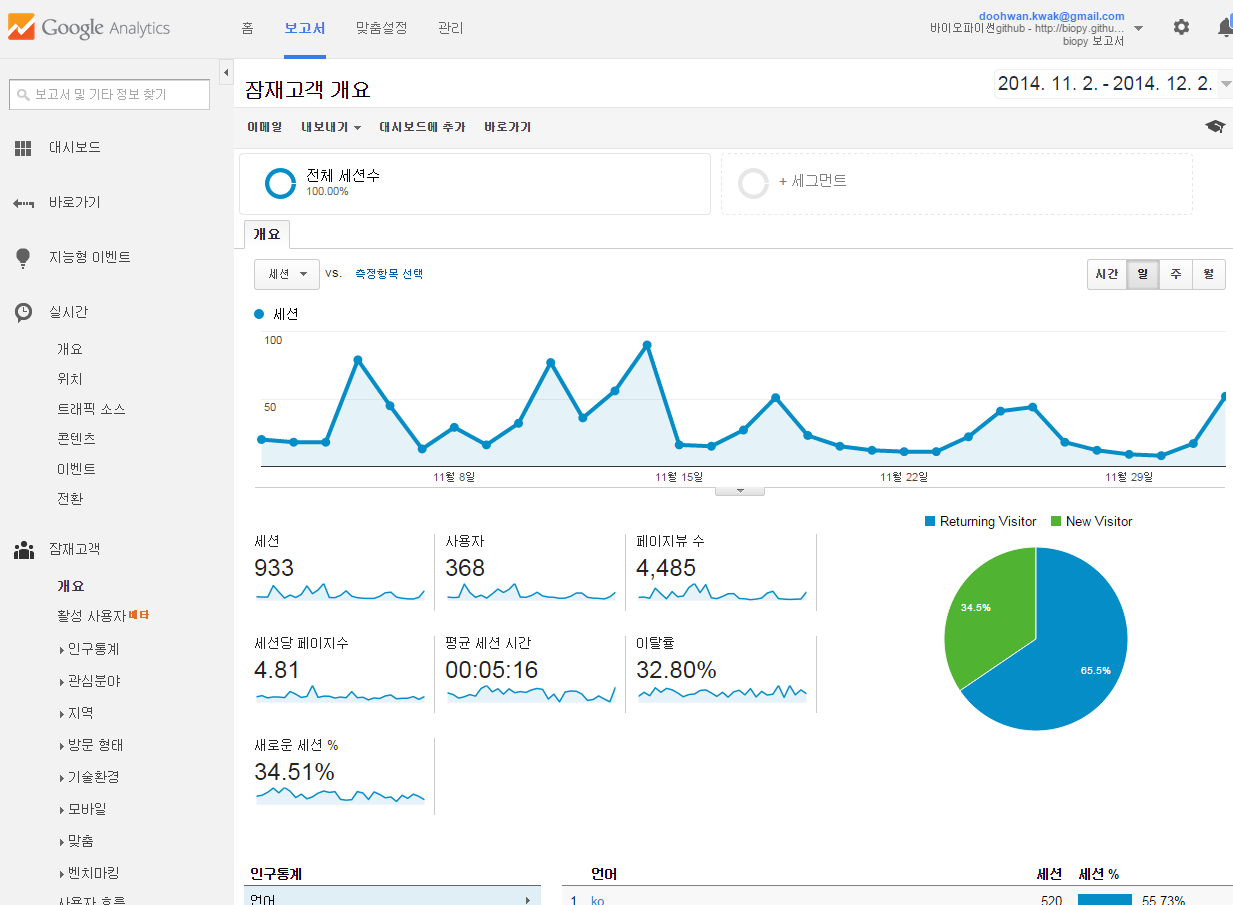 Google Analytics
홈 보고서 맞춤설정 관리
doohwan.kwak@gmail.com
바이오파이썬github - http://biopy.githu...
biopy 보고서
보고서 및 기타 정보 찾기
대시보드
바로가기
지능형 이벤트
실시간
개요
위치
트래픽 소스
콘텐츠
이벤트
전환
잠재고객
개요
활성 사용자 베타
인구통계
관심분야
지역
방문 형태
기술환경
모바일
맞춤
벤치마킹
사용자 흐름
잠재고객 개요
2014. 11. 2. - 2014. 12. 2.
이메일 내보내기 대시보드에 추가 바로가기
전체 세션수
100.00%
+ 세그먼트
개요
세션 vs. 측정항목 선택
시간 일 주 월
세션
100
50
11월 8일 11월 15일 11월 22일 11월 29일
Returning Visitor New Visitor
세션 사용자 페이지뷰 수
933 368 4,485
34.5%
65.5%
세션당 페이지수 평균 세션 시간 이탈률
4.81 00:05:16 32.80%
새로운 세션 %
34.51%
인구통계 언어 세션 세션 %
언어 1 ko 520 55.73%